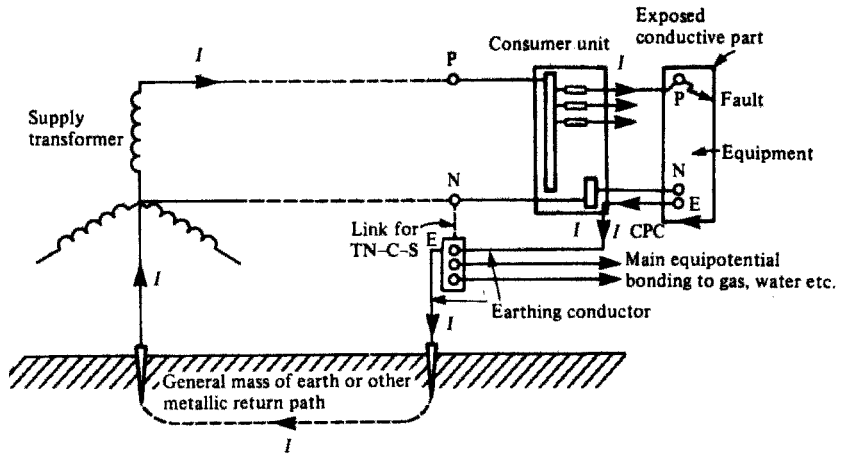 Exposed
conductive part
Consumer unit
I
I
P
Supply
transformer
P
Fault
Equipment
N
N
E
Link for
TN–C–S
E
I
I CPC
Main equipotential
bonding to gas, water etc.
I
Earthing conductor
I
General mass of earth or other
metallic return path
I